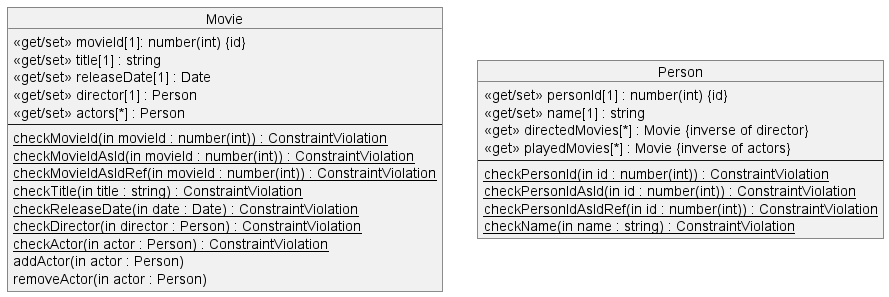 Movie
«get/set» movieId[1]: number(int) {id}
«get/set» title[1] : string
«get/set» releaseDate[1] : Date
«get/set» director[1] : Person
«get/set» actors[*] : Person
checkMovieId(in movieId : number(int)) : ConstraintViolation
checkMovieIdAsId(in movieId : number(int)) : ConstraintViolation
checkMovieIdAsIdRef(in movieId : number(int)) : ConstraintViolation
checkTitle(in title : string) : ConstraintViolation
checkReleaseDate(in date : Date) : ConstraintViolation
checkDirector(in director : Person) : ConstraintViolation
checkActor(in actor : Person) : ConstraintViolation
addActor(in actor : Person)
removeActor(in actor : Person)
Person
«get/set» personId[1] : number(int) {id}
«get/set» name[1] : string
«get» directedMovies[*] : Movie {inverse of director}
«get» playedMovies[*] : Movie {inverse of actors}
checkPersonId(in id : number(int)) : ConstraintViolation
checkPersonIdAsId(in id : number(int)) : ConstraintViolation
checkPersonIdAsIdRef(in id : number(int)) : ConstraintViolation
checkName(in name : string) : ConstraintViolation